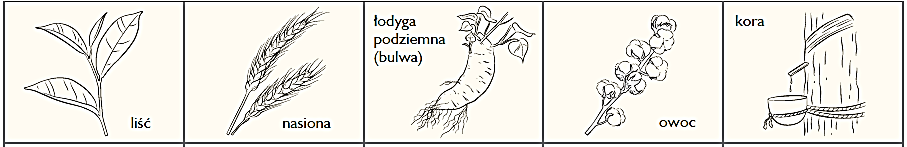 liść
nasiona
łodyga
podziemna
(bulwa)
owoc
kora